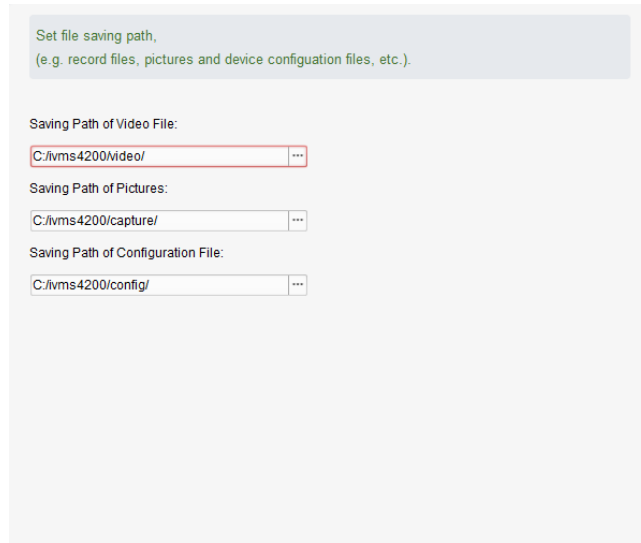 Set file saving path,
(e.g. record files, pictures and device configuation files, etc.).
Saving Path of Video File:
C:/ivms4200/video/
Saving Path of Pictures:
C:/ivms4200/capture/
Saving Path of Configuration File:
C:/ivms4200/config/